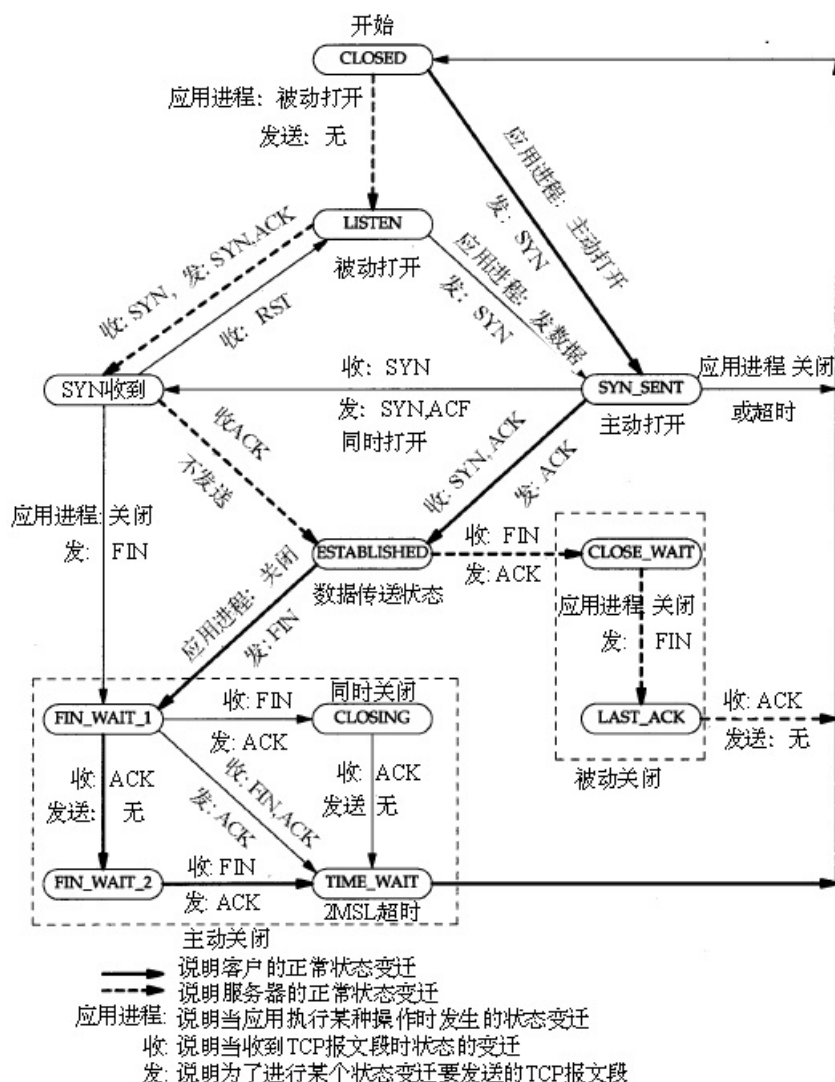 开始
CLOSED
应用进程: 被动打开
发送: 无
应用进程: 主动打开
发: SYN
LISTEN
被动打开
收: SYN, 发: SYN,ACK
收: RST
应用进程: 发数据
发: SYN
SYN收到
收: SYN
发: SYN,ACF
同时打开
SYN_SENT
主动打开
应用进程 关闭
或超时
收ACK
不发送
收: SYN, ACK
发: ACK
应用进程: 关闭
发: FIN
ESTABLISHED
数据传送状态
收: FIN
发: ACK
CLOSE_WAIT
应用进程 关闭
发: FIN
应用进程: 关闭
发: FIN
LAST_ACK
收: ACK
发送: 无
被动关闭
FIN_WAIT_1
收: FIN
发: ACK
同时关闭
CLOSING
收: ACK
发送: 无
收: FIN,ACK
发: ACK
收: ACK
发送 无
FIN_WAIT_2
收: FIN
发: ACK
TIME_WAIT
2MSL超时
主动关闭
说明客户的正常状态变迁
说明服务器的正常状态变迁
应用进程: 说明当应用执行某种操作时发生的状态变迁
收: 说明当收到TCP报文段时状态的变迁
发: 说明为了进行某个状态变迁要发送的TCP报文段